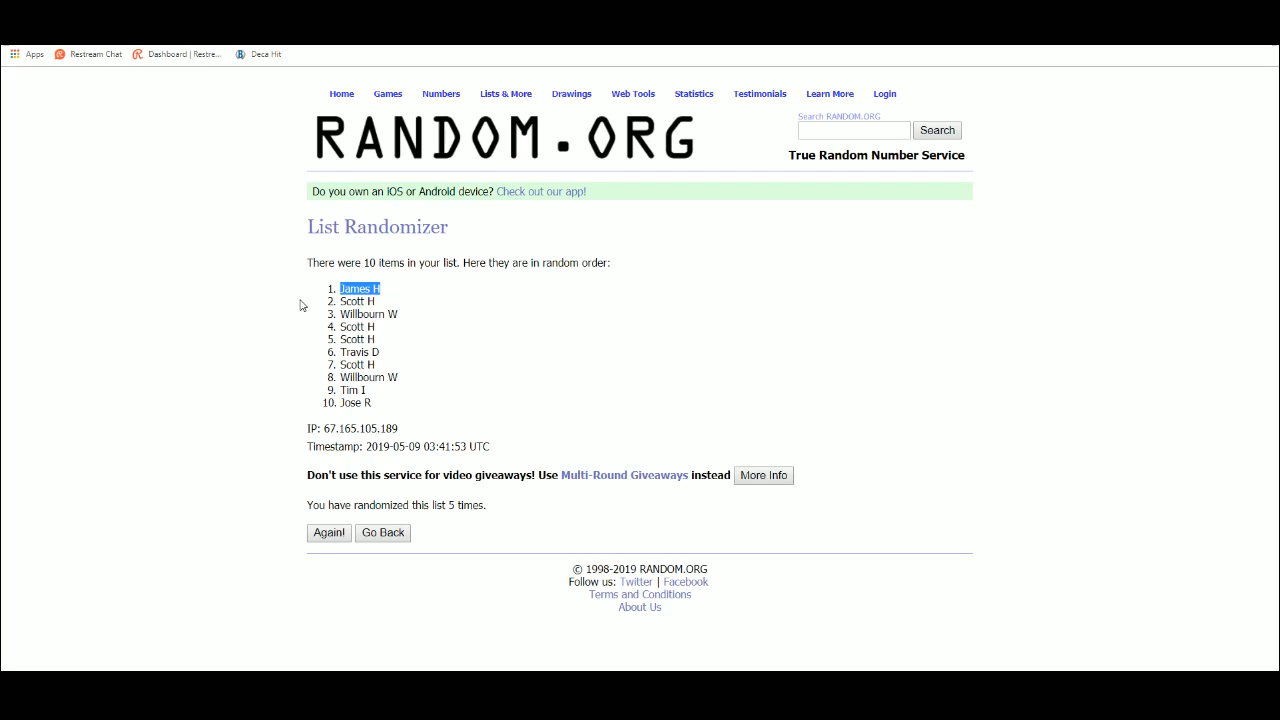 Apps Restream Chat Dashboard | Restre... Deca Hit
Home Games Numbers Lists & More Drawings Web Tools Statistics Testimonials Learn More Login
RANDOM.ORG
Search RANDOM.ORG
Search
True Random Number Service
Do you own an iOS or Android device? Check out our app!
List Randomizer
There were 10 items in your list. Here they are in random order:
1. James H
2. Scott H
3. Willbourn W
4. Scott H
5. Scott H
6. Travis D
7. Scott H
8. Willbourn W
9. Tim I
10. Jose R
IP: 67.165.105.189
Timestamp: 2019-05-09 03:41:53 UTC
Don't use this service for video giveaways! Use Multi-Round Giveaways instead More Info
You have randomized this list 5 times.
Again! Go Back
© 1998-2019 RANDOM.ORG
Follow us: Twitter | Facebook
Terms and Conditions
About Us